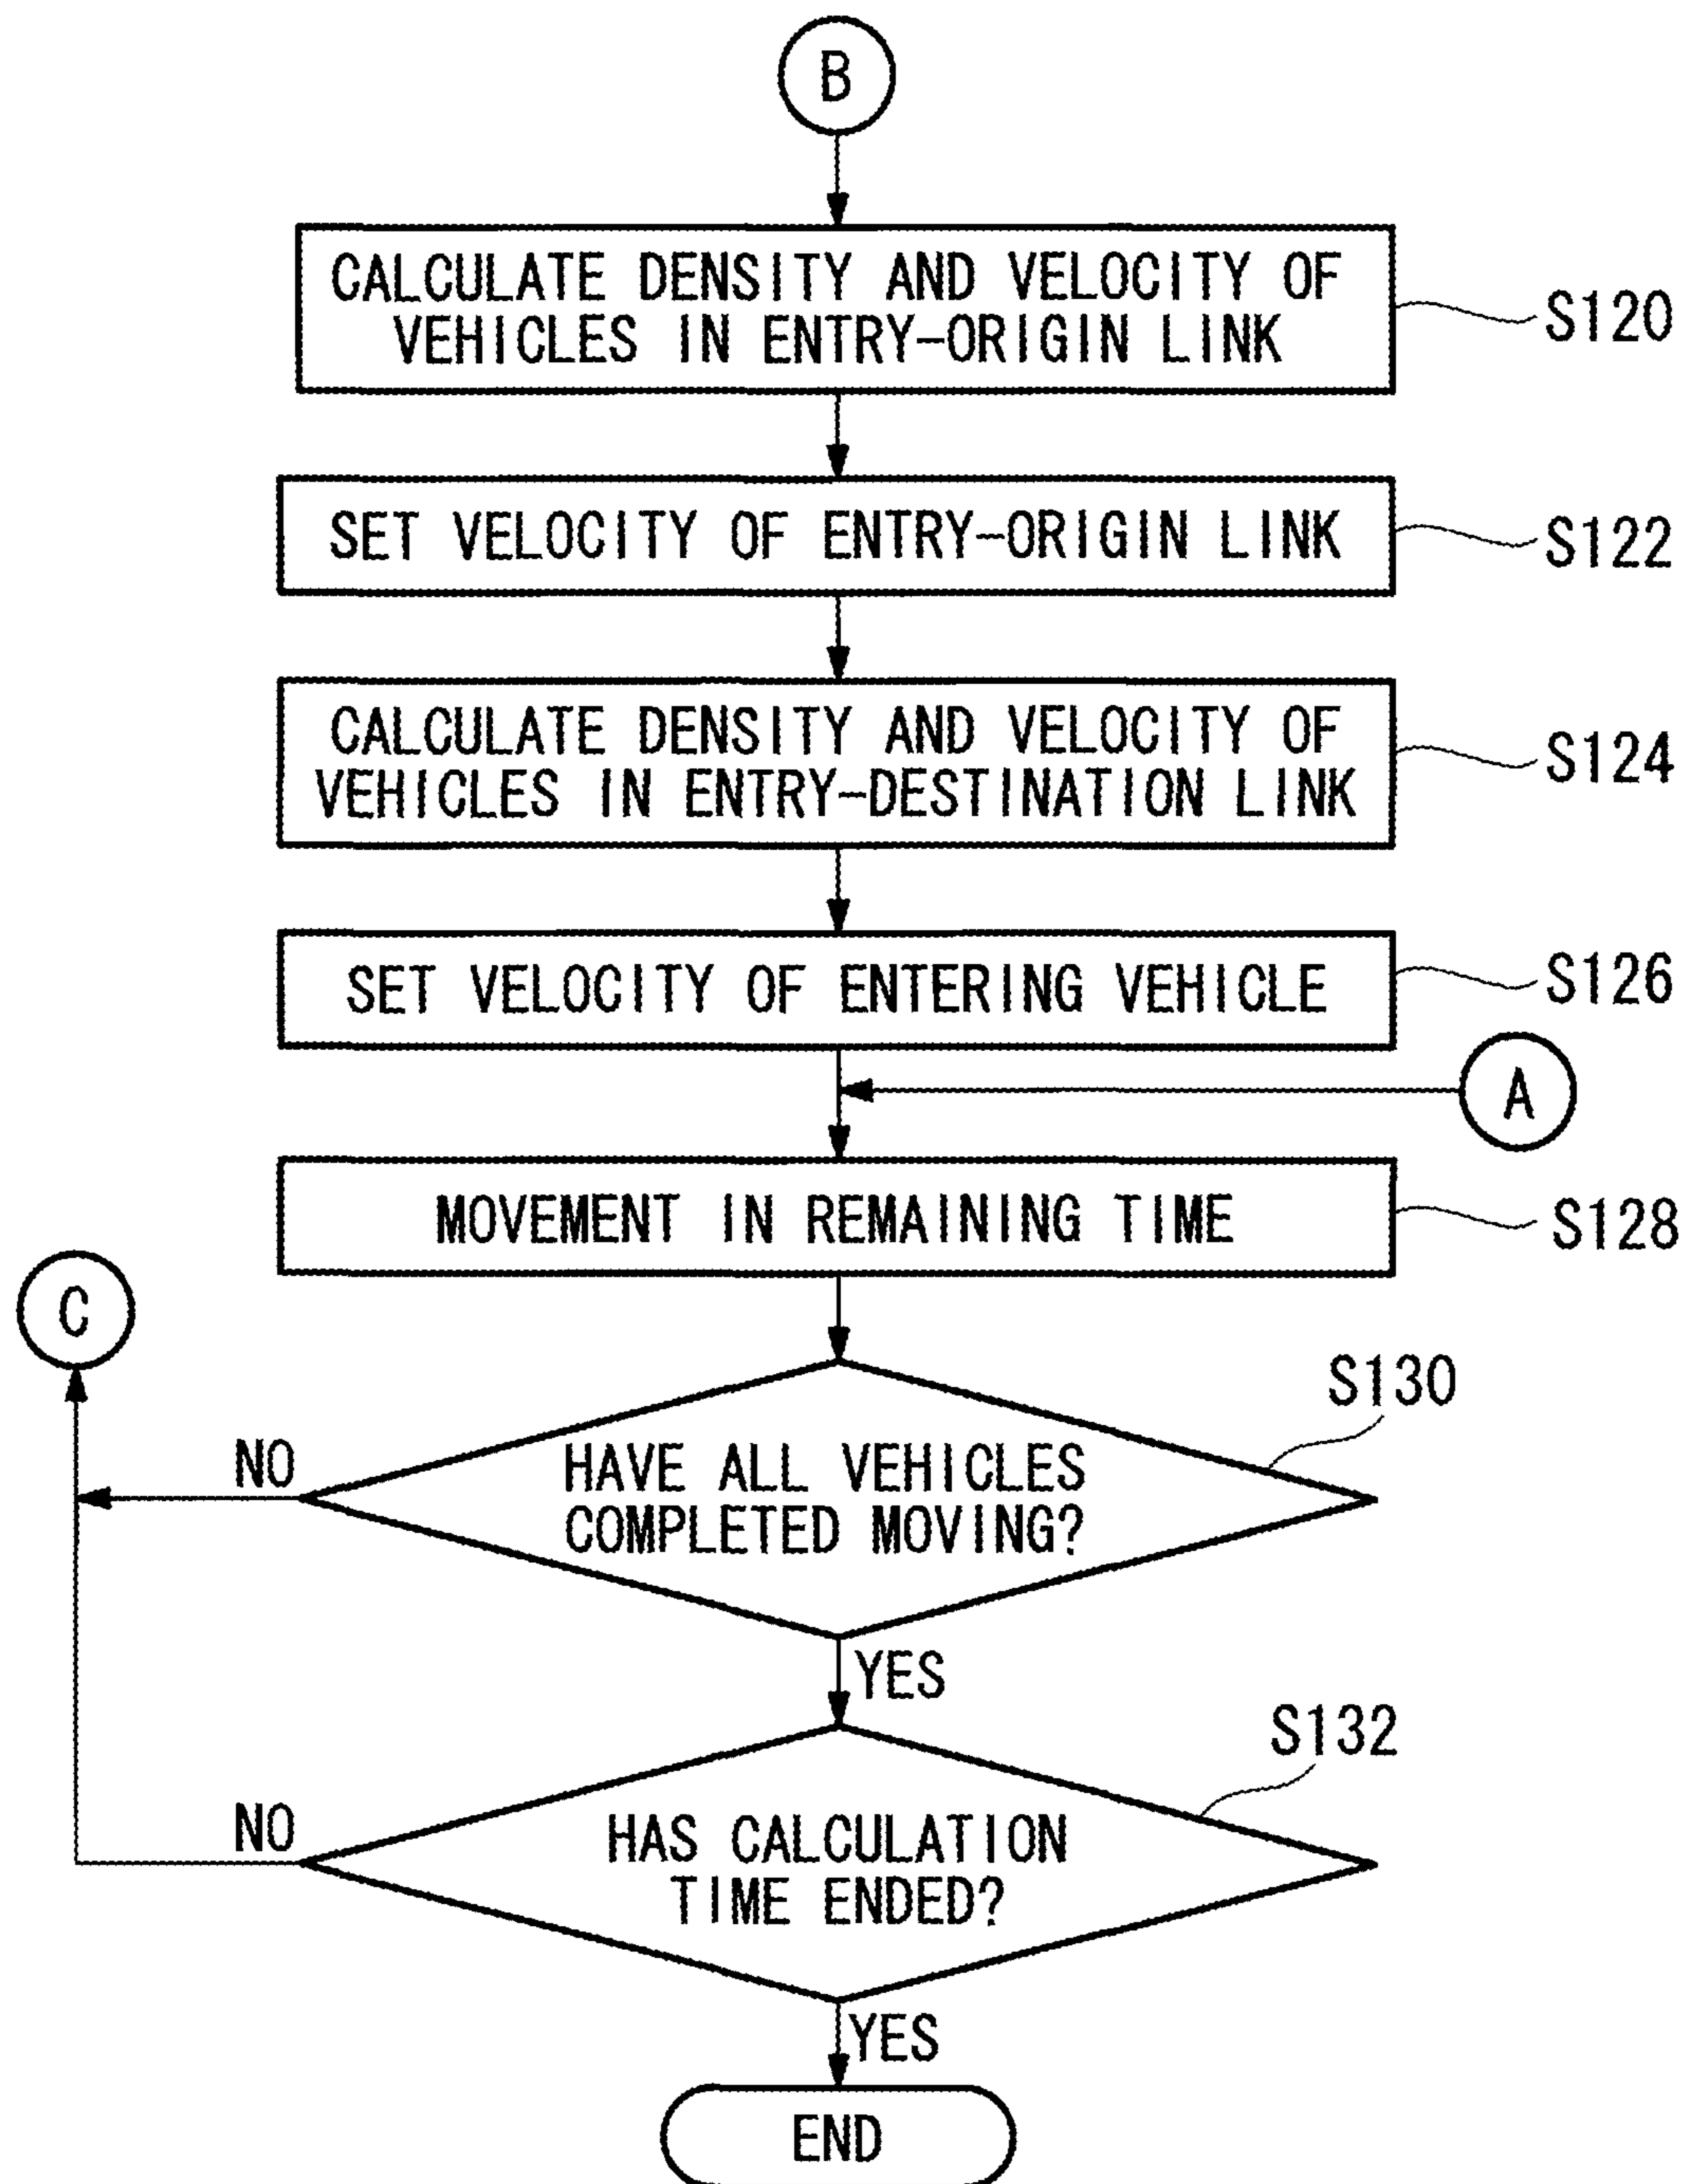 B
CALCULATE DENSITY AND VELOCITY OF
VEHICLES IN ENTRY-ORIGIN LINK
S120
SET VELOCITY OF ENTRY-ORIGIN LINK
S122
CALCULATE DENSITY AND VELOCITY OF
VEHICLES IN ENTRY-DESTINATION LINK
S124
SET VELOCITY OF ENTERING VEHICLE
S126
A
MOVEMENT IN REMAINING TIME
S128
C
S130
NO
HAVE ALL VEHICLES
COMPLETED MOVING?
YES
S132
NO
HAS CALCULATION
TIME ENDED?
YES
END